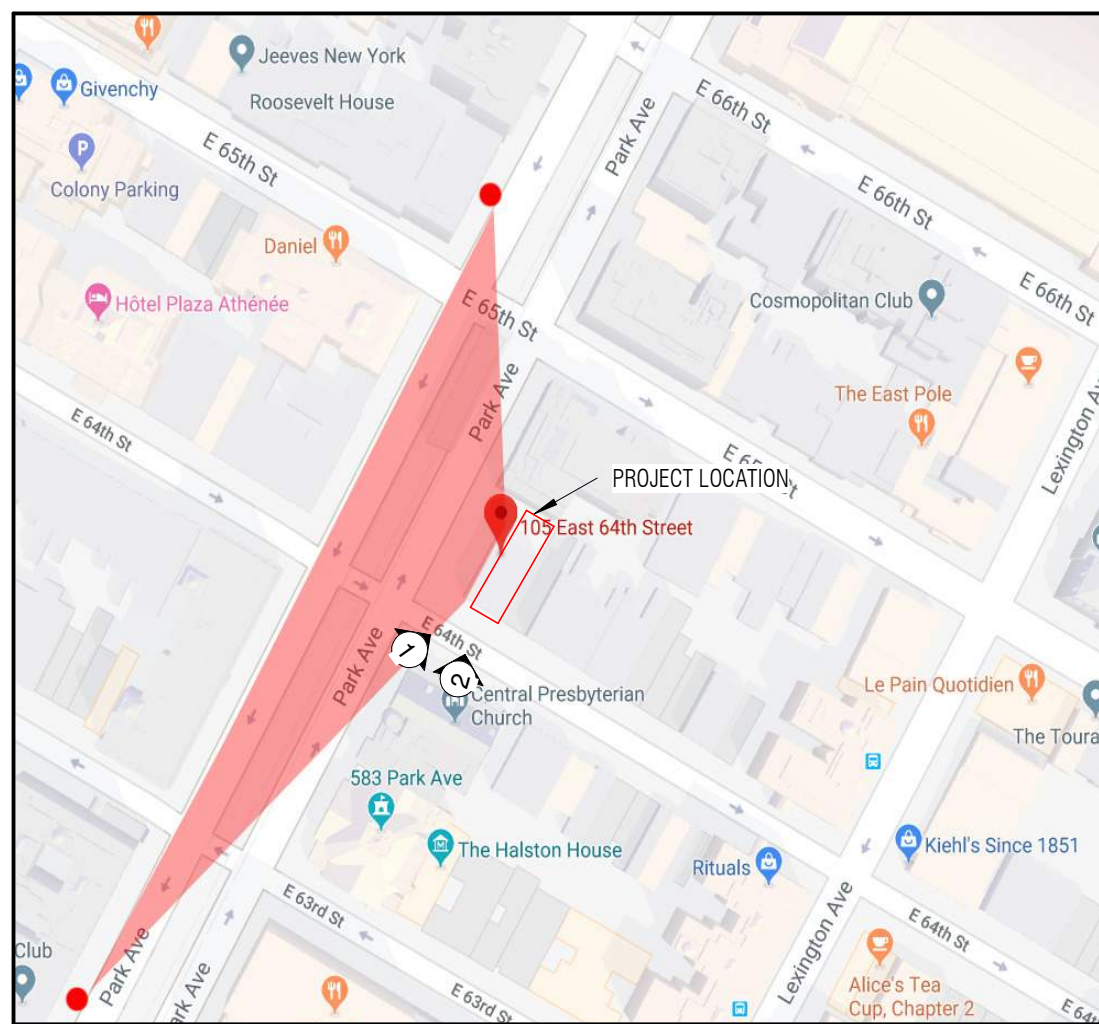 Jeeves New York
Givenchy
Roosevelt House
E 66th St
P
E 65th St
Park Ave
Colony Parking
E 66th St
Daniel
Hôtel Plaza Athénée
E 65th St
Cosmopolitan Club
E 66th St
Park Ave
The East Pole
Lexington Av
E 64th St
E 65th St
PROJECT LOCATION
105 East 64th Street
E 64th St
Park Ave
1
2
Central Presbyterian
Church
Le Pain Quotidien
The Toura
583 Park Ave
The Halston House
Kiehl's Since 1851
Rituals
E 63rd St
Lexington Ave
E 64th St
Club
Park Ave
Park Ave
E 63rd St
Alice's Tea
Cup, Chapter 2
E 64th